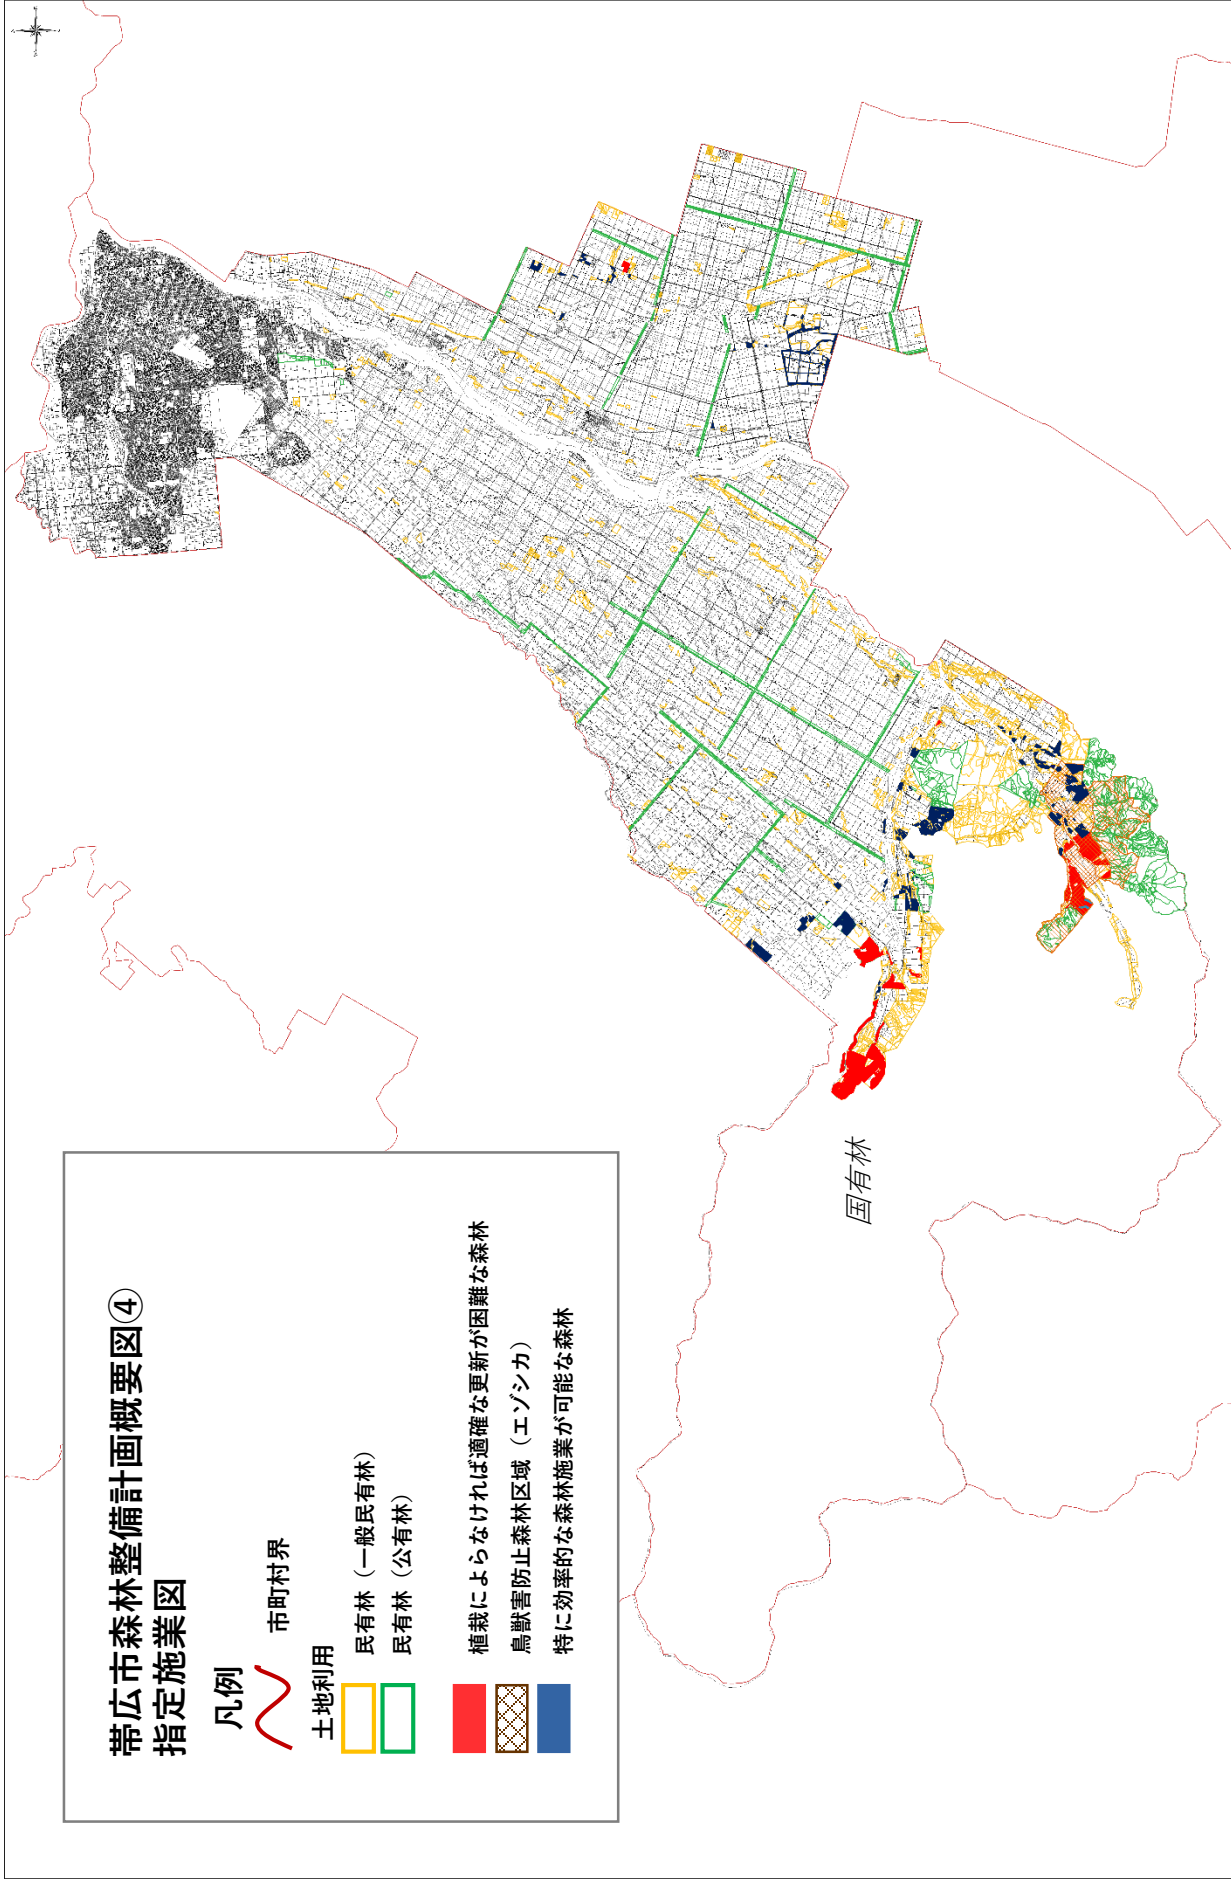 帯広市森林整備計画概要図④
指定施業図
凡例
市町村界
土地利用
民有林（一般民有林）
民有林（公有林）
植栽によらなければ適確な更新が困難な森林
鳥獣害防止森林区域（エゾシカ）
特に効率的な森林施業が可能な森林
国有林